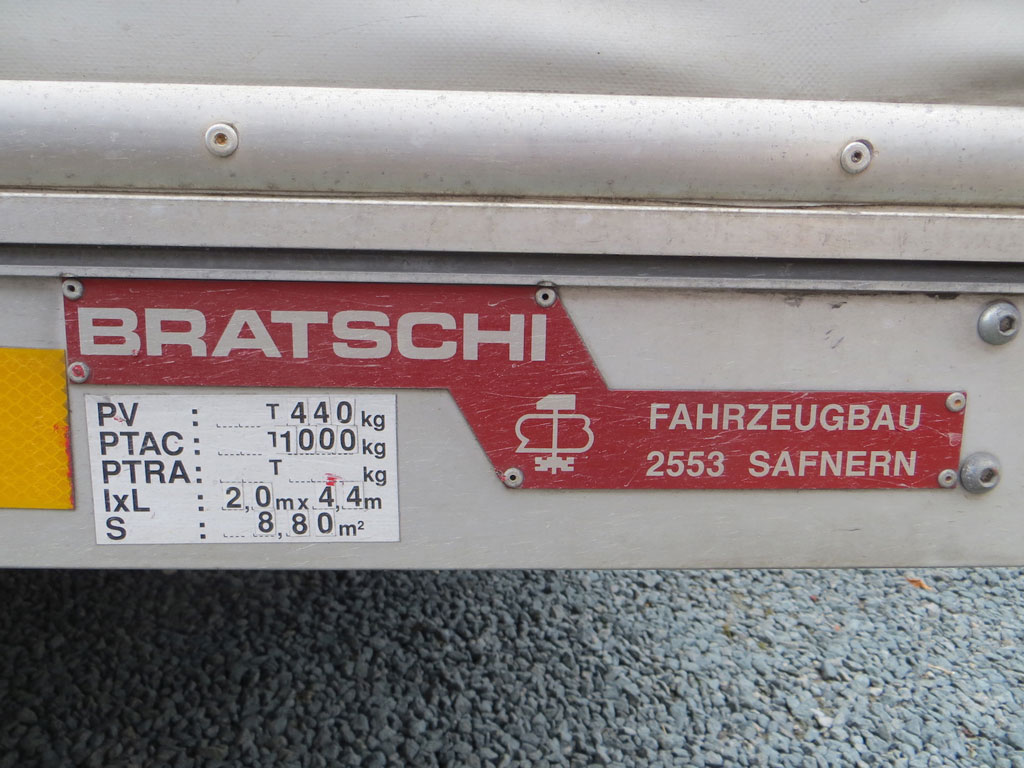 BRATSCHI
FAHRZEUGBAU
2553 SAFNERN
PV : T 440 kg
PTAC : T 1000 kg
PTRA : T kg
lxL : 2,0 m x 4,4 m
S : 8,80 m²